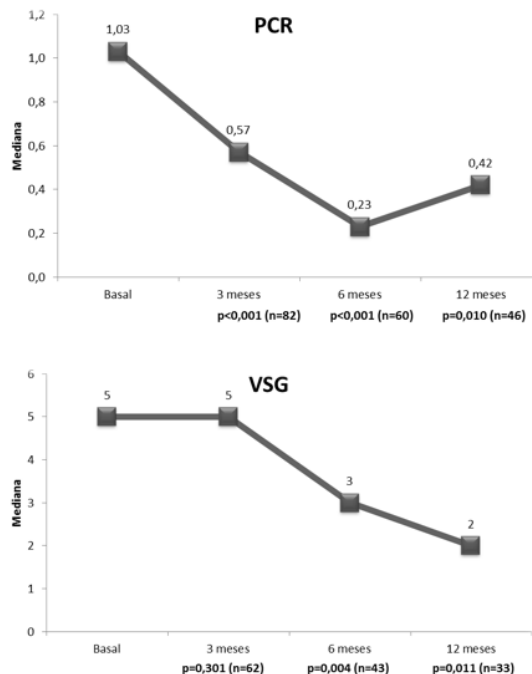 PCR
1,2
1,03
1,0
0,8
0,57
0,6
0,42
0,4
0,23
0,2
0,0
Mediana
Basal 3 meses 6 meses 12 meses
p<0,001 (n=82) p<0,001 (n=60) p=0,010 (n=46)
VSG
6
5 5
5
4
3
3
2
2
1
0
Mediana
Basal 3 meses 6 meses 12 meses
p=0,301 (n=62) p=0,004 (n=43) p=0,011 (n=33)